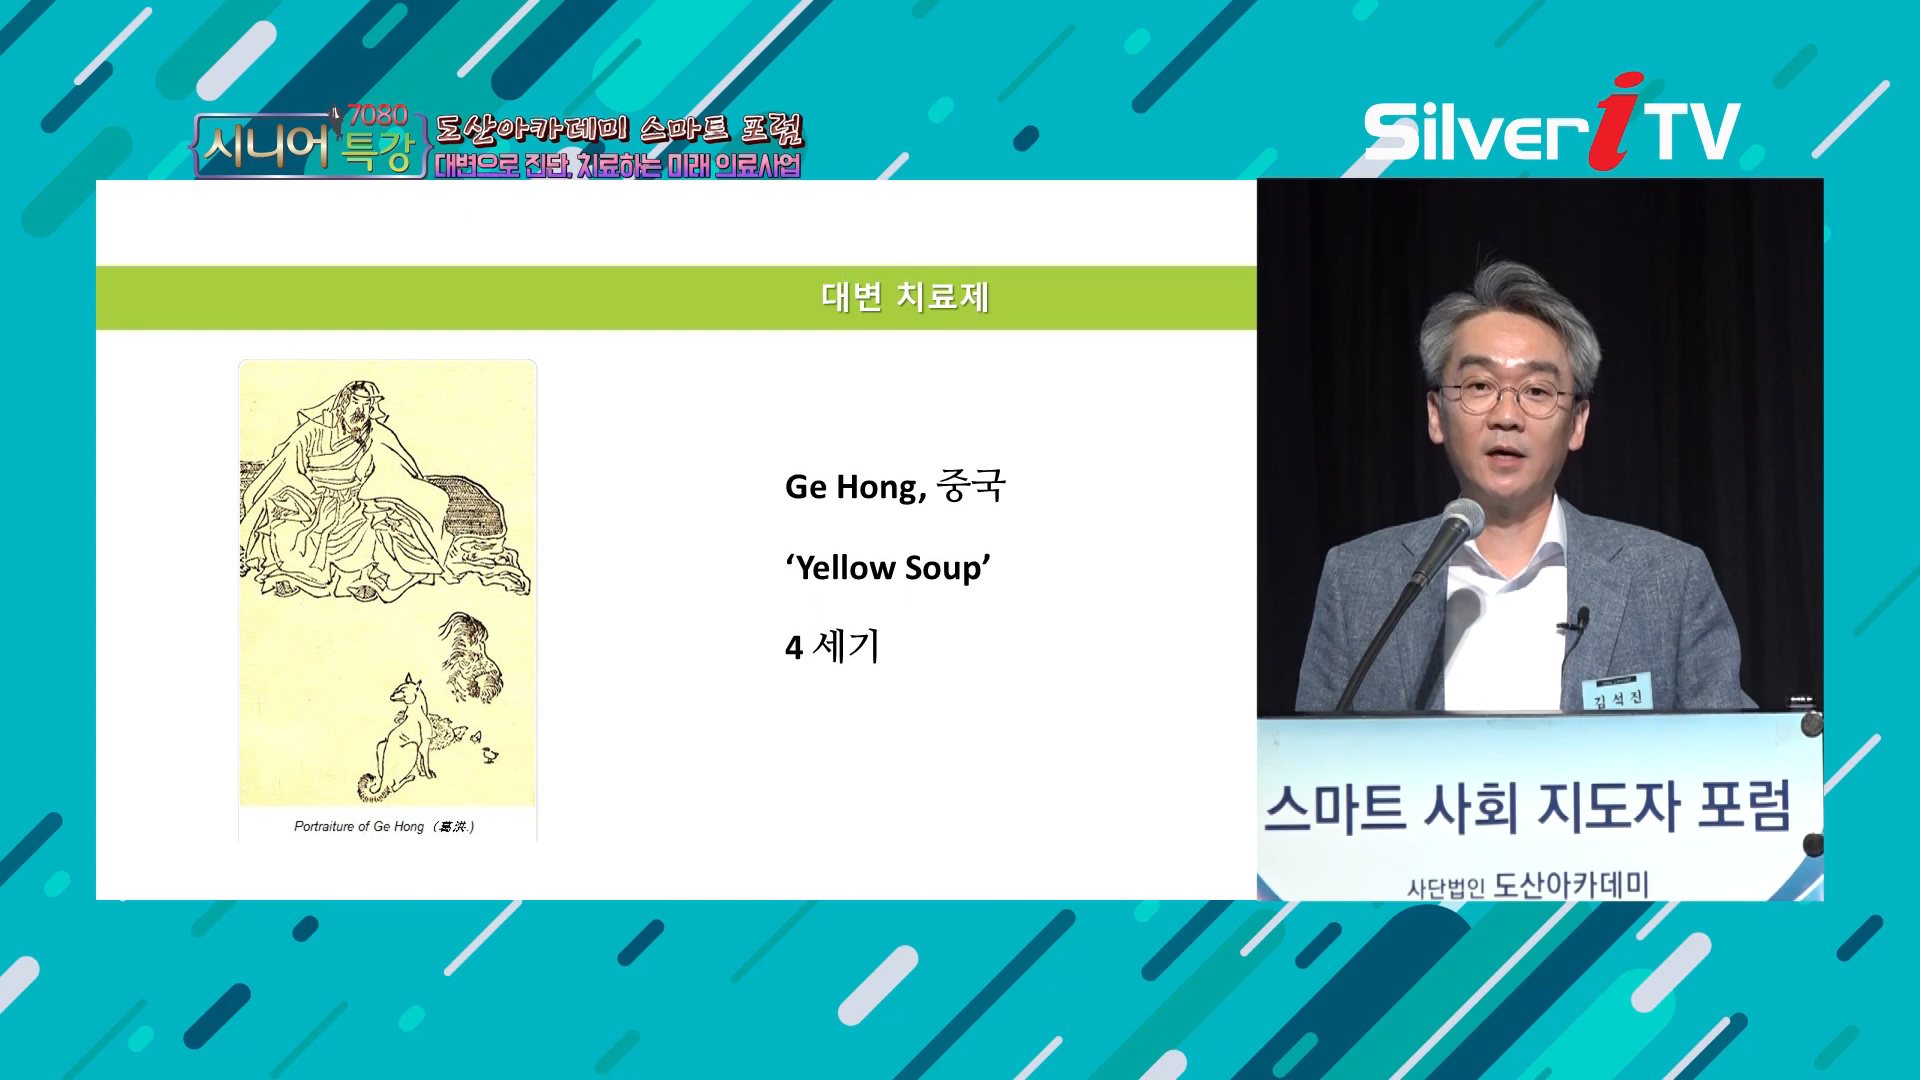 7080
시니어 특강
도산아카데미 스마트 포럼
대변으로 진단, 치료하는 미래 의료사업
Silver i TV
대변 치료제
Ge Hong, 중국
‘Yellow Soup’
4 세기
Portraiture of Ge Hong (葛洪.)
김 석 진
스마트 사회 지도자 포럼
사단법인 도산아카데미